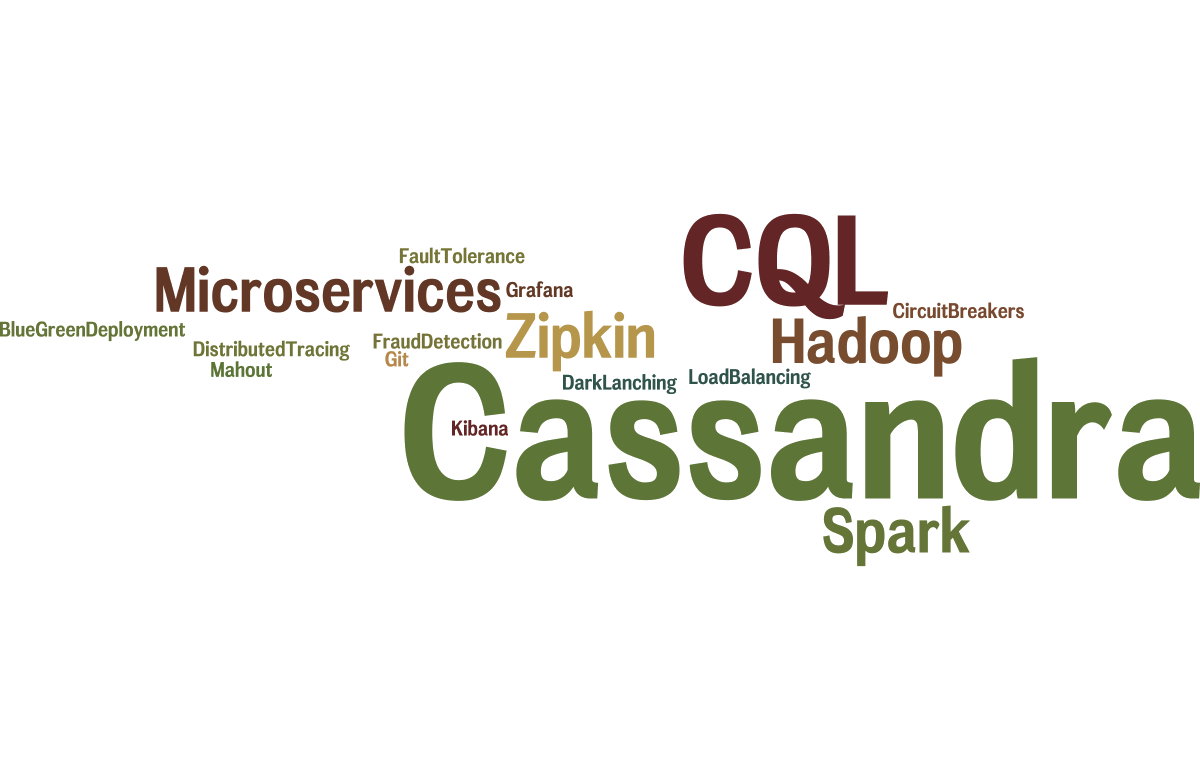 CQL
FaultTolerance
Microservices
Grafana
CircuitBreakers
BlueGreenDeployment
Zipkin
Hadoop
FraudDetection
DistributedTracing
Git
Mahout
DarkLanching
LoadBalancing
Cassandra
Kibana
Spark